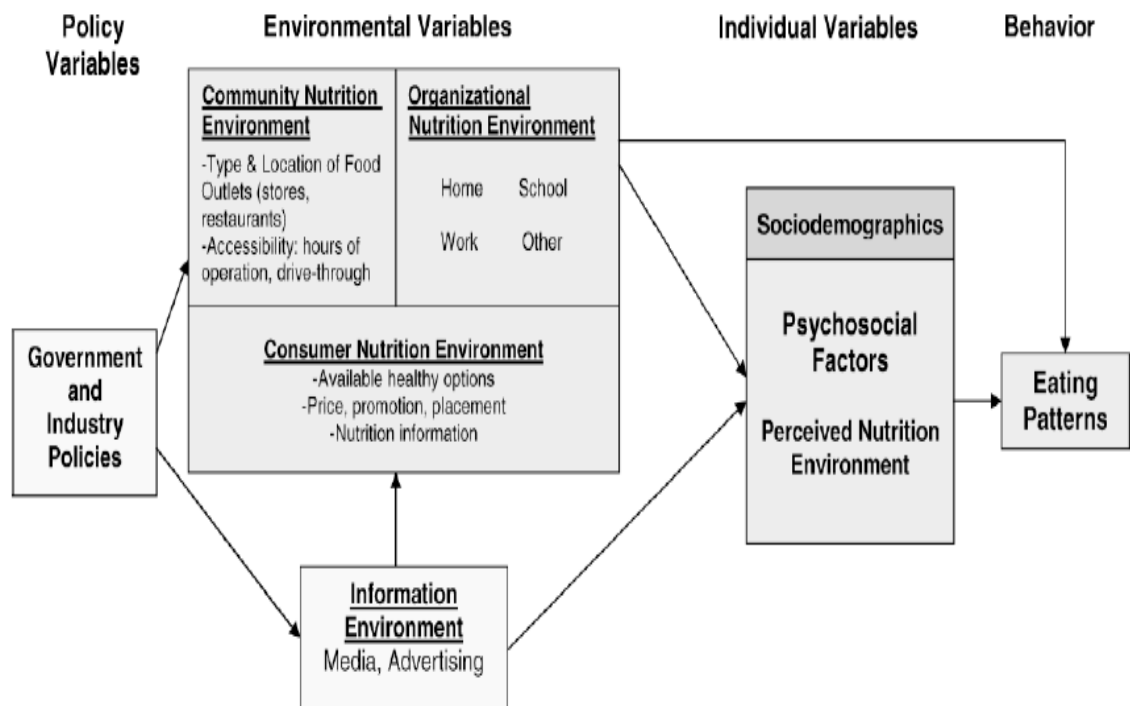 Policy
Variables
Environmental Variables
Individual Variables
Behavior
Community Nutrition
Environment
-Type & Location of Food
Outlets (stores,
restaurants)
-Accessibility: hours of
operation, drive-through
Organizational
Nutrition Environment
Home School
Work Other
Consumer Nutrition Environment
-Available healthy options
-Price, promotion, placement
-Nutrition information
Government
and
Industry
Policies
Information
Environment
Media, Advertising
Sociodemographics
Psychosocial
Factors
Perceived Nutrition
Environment
Eating
Patterns